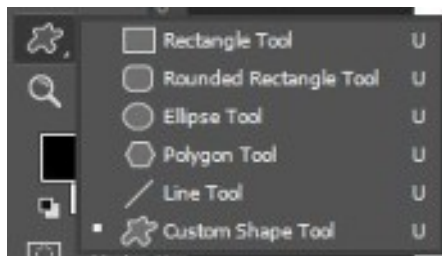 Rectangle Tool U
Rounded Rectangle Tool U
Ellipse Tool U
Polygon Tool U
Line Tool U
Custom Shape Tool U